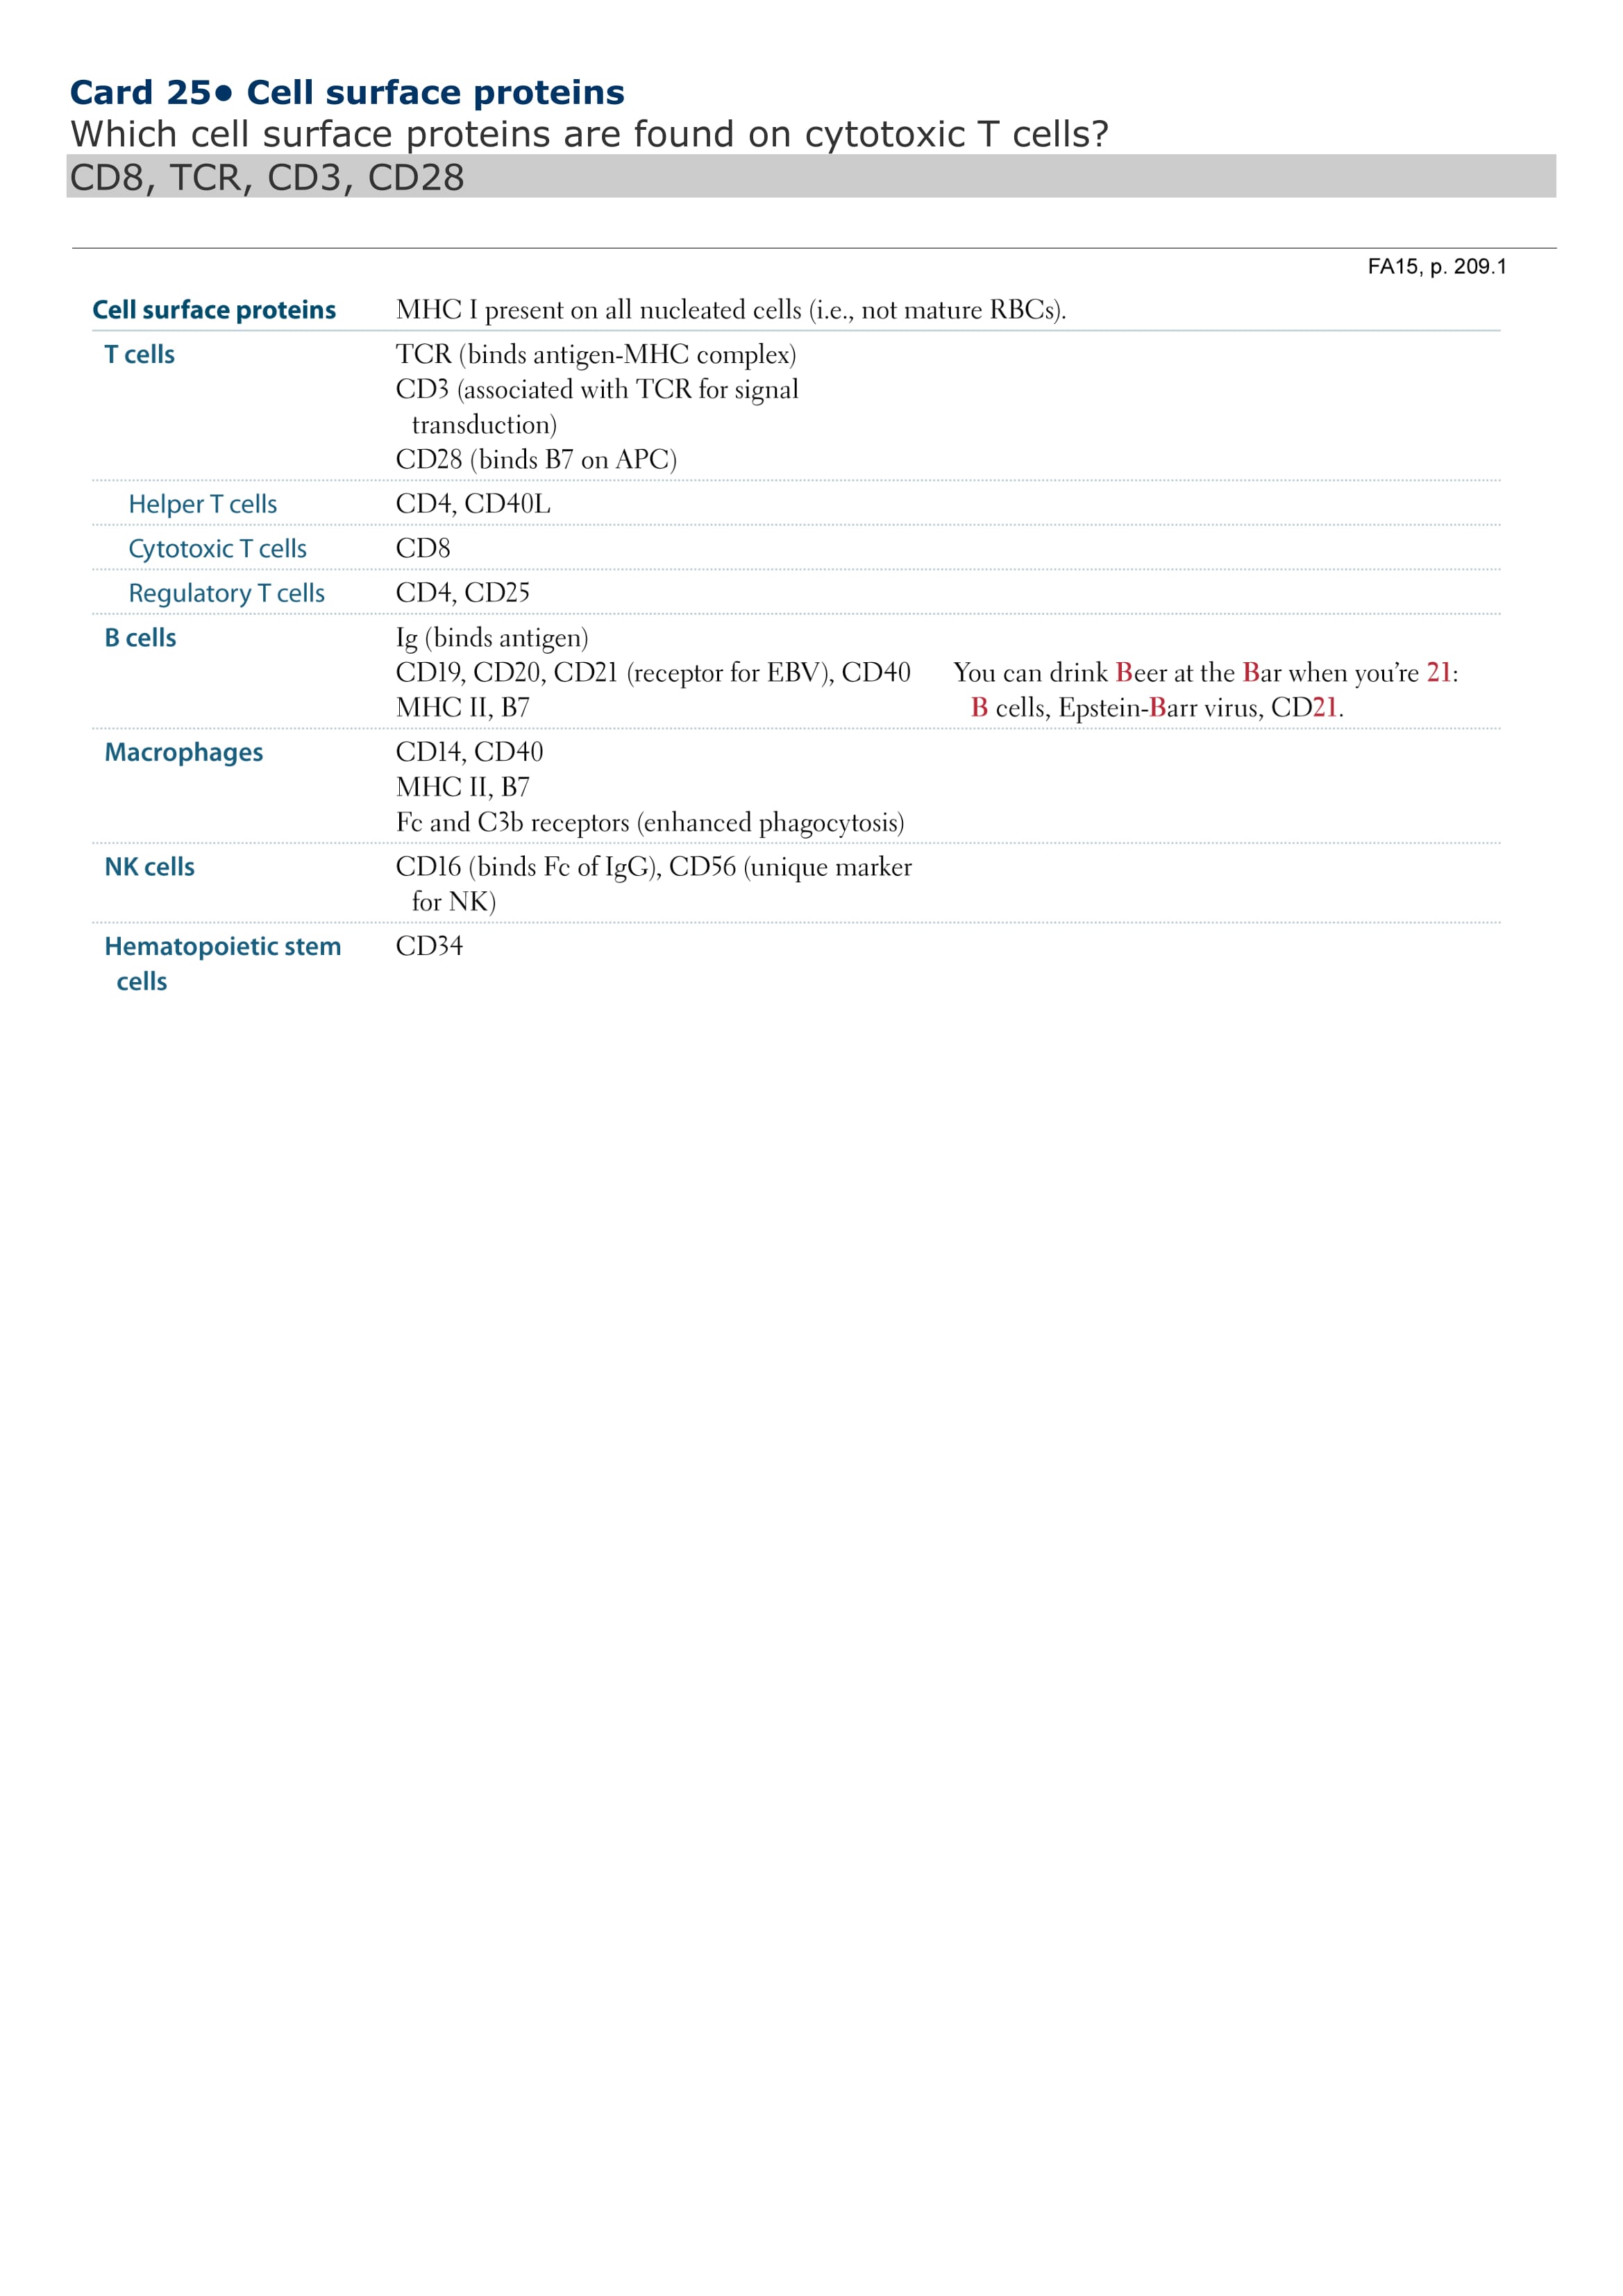 Card 25● Cell surface proteins
Which cell surface proteins are found on cytotoxic T cells?
CD8, TCR, CD3, CD28
FA15, p. 209.1
Cell surface proteins MHC I present on all nucleated cells (i.e., not mature RBCs).
T cells TCR (binds antigen-MHC complex)
CD3 (associated with TCR for signal
transduction)
CD28 (binds B7 on APC)
Helper T cells CD4, CD40L
Cytotoxic T cells CD8
Regulatory T cells CD4, CD25
B cells Ig (binds antigen)
CD19, CD20, CD21 (receptor for EBV), CD40 You can drink Beer at the Bar when you're 21:
MHC II, B7 B cells, Epstein-Barr virus, CD21.
Macrophages CD14, CD40
MHC II, B7
Fc and C3b receptors (enhanced phagocytosis)
NK cells CD16 (binds Fc of IgG), CD56 (unique marker
for NK)
Hematopoietic stem CD34
cells